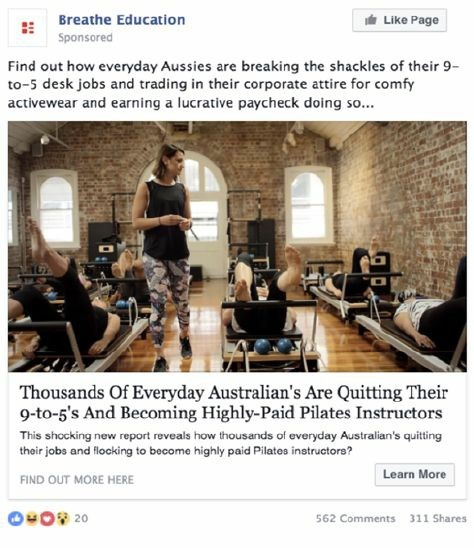 Breathe Education
Sponsored
Like Page
Find out how everyday Aussies are breaking the shackles of their 9-
to-5 desk jobs and trading in their corporate attire for comfy
activewear and earning a lucrative paycheck doing so...
Thousands Of Everyday Australian's Are Quitting Their
9-to-5's And Becoming Highly-Paid Pilates Instructors
This shocking new report reveals how thousands of everyday Australian's quitting
their jobs and flocking to become highly paid Pilates instructors?
FIND OUT MORE HERE
Learn More
20
562 Comments 311 Shares